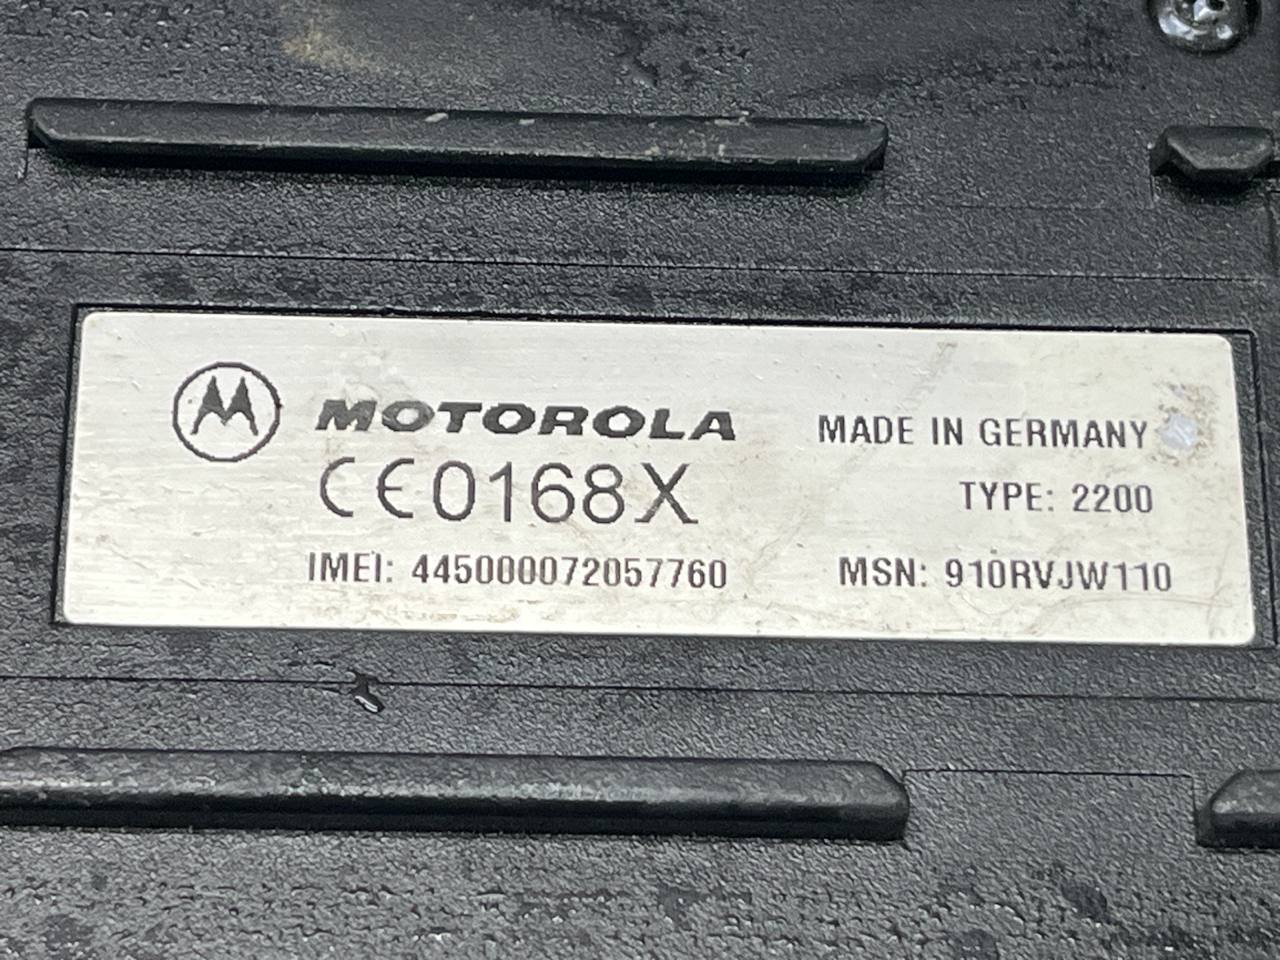 MOTOROLA
MADE IN GERMANY
CE0168X
TYPE: 2200
IMEI: 445000072057760
MSN: 910RVJW110